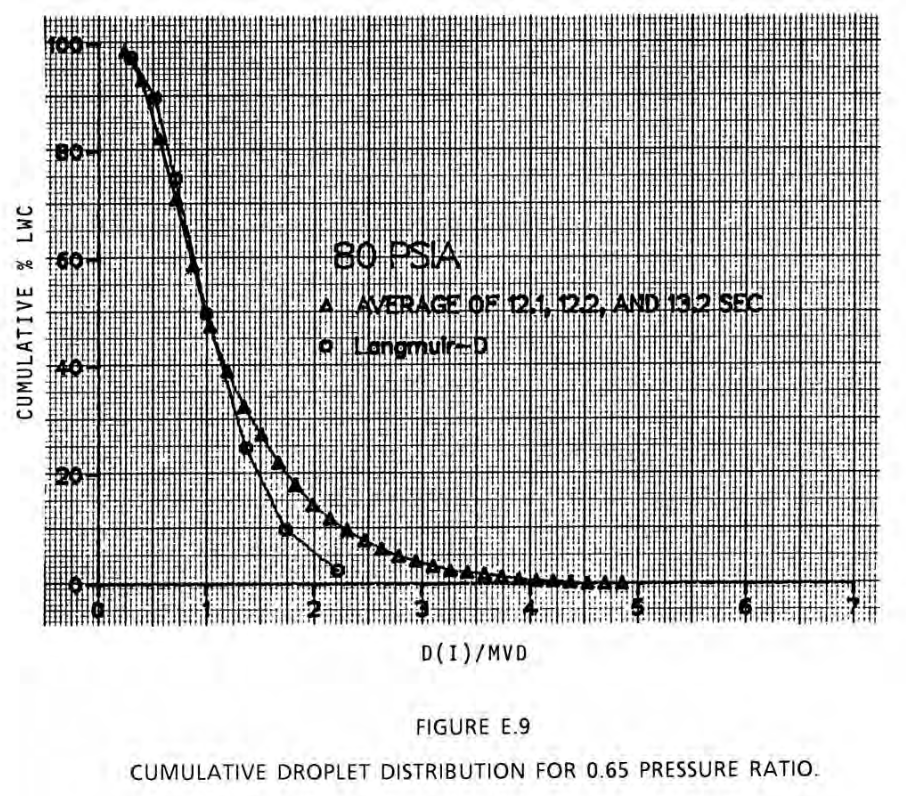 100
80
60
40
20
0
CUMULATIVE % LWC
80 PSIA
△ AVERAGE OF 12.1, 12.2, AND 13.2 SEC
o Langmuir-D
0 1 2 3 4 5 6 7
D(I)/MVD
FIGURE E.9
CUMULATIVE DROPLET DISTRIBUTION FOR 0.65 PRESSURE RATIO.